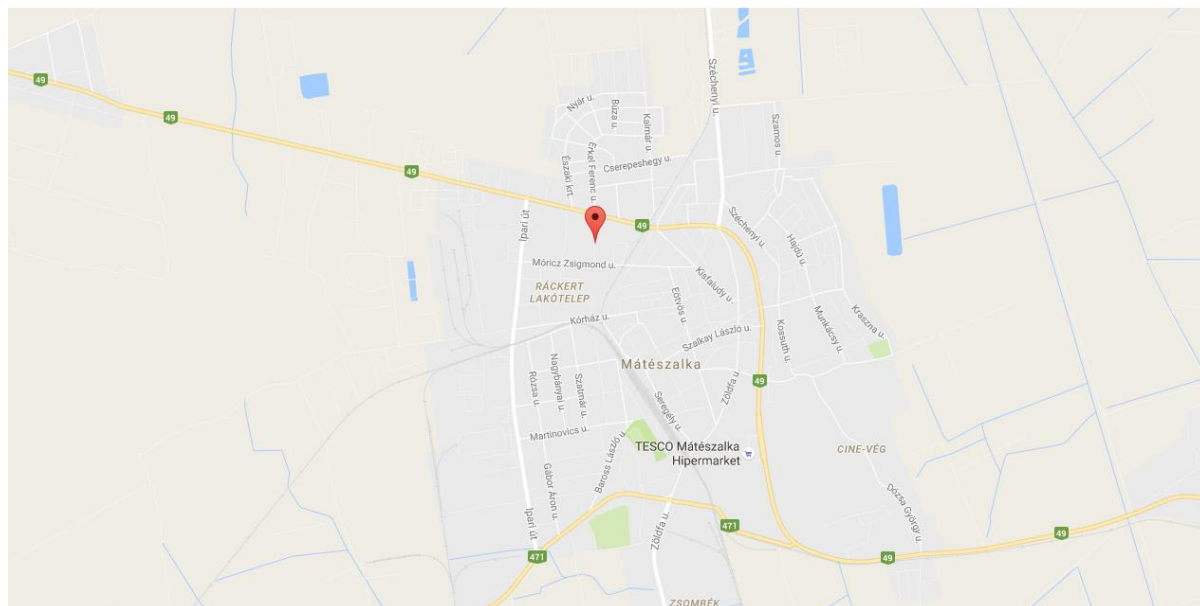 49
49
49
Széchenyi u.
Nyár u.
Búza u.
Kalmár u.
Szamos u.
Erkel Ferenc u.
Cserepeshegy u.
Északi krt.
Ipari út
49
Széchenyi u.
Hajdú u.
Móricz Zsigmond u.
Kisfaludy u.
RÁCKERT
LAKÓTELEP
Eötvös u.
Kórház u.
Szalkay László u.
Kossuth u.
Munkácsy u.
Kraszna u.
Mátészalka
Rózsa u.
Nagybányai u.
Szatmár u.
Zöldfa u.
49
Seregély u.
Martinovics u.
TESCO Mátészalka
Hipermarket
CINE-VÉG
Baross László u.
Gábor Áron u.
Ipari út
Zöldfa u.
Dózsa György u.
471
471
49
49
ZSOMBÉK